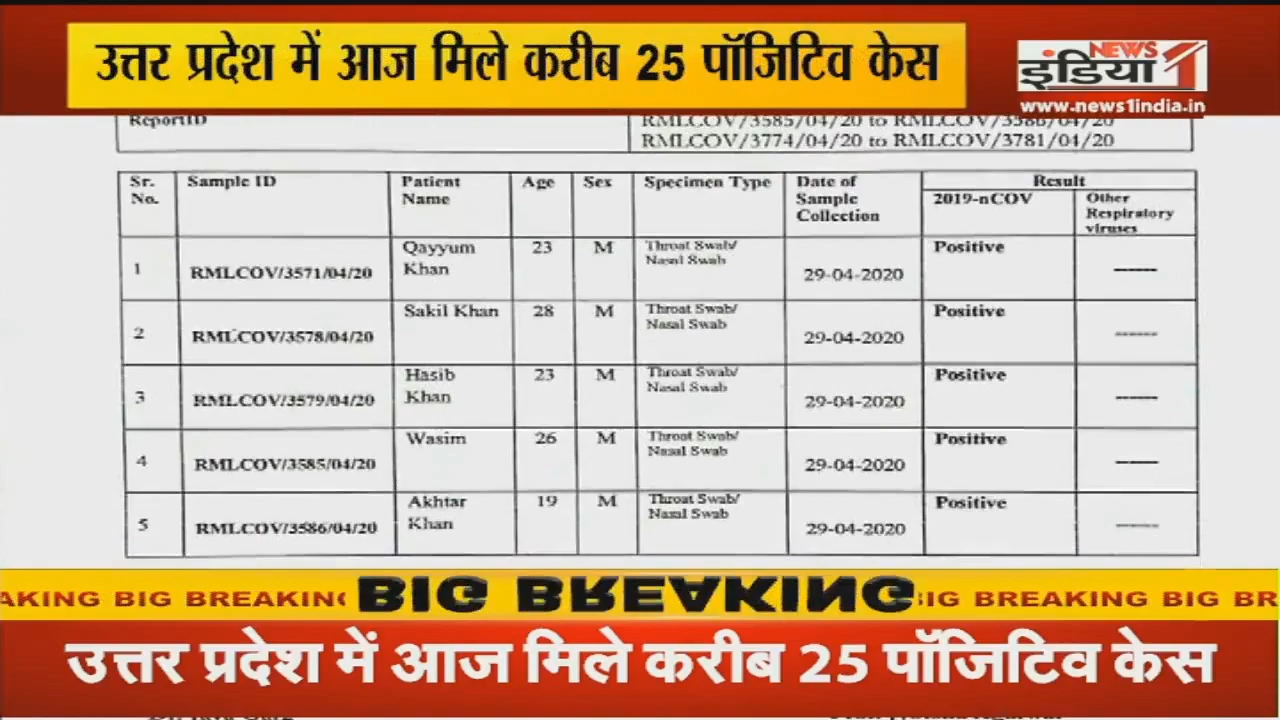 उत्तर प्रदेश में आज मिले करीब 25 पॉजिटिव केस
NEWS 1
इंडिया
www.news1india.in
ReportID RMLCOV/3585/04/20 to RMLCOV/3586/04/20
RMLCOV/3774/04/20 to RMLCOV/3781/04/20
Sr. No. Sample ID Patient Name Age Sex Specimen Type Date of Sample Collection Result
2019-nCOV Other Respiratory viruses
1 RMLCOV/3571/04/20 Qayyum Khan 23 M Throat Swab/ Nasal Swab 29-04-2020 Positive ------
2 RMLCOV/3578/04/20 Sakil Khan 28 M Throat Swab/ Nasal Swab 29-04-2020 Positive ------
3 RMLCOV/3579/04/20 Hasib Khan 23 M Throat Swab/ Nasal Swab 29-04-2020 Positive ------
4 RMLCOV/3585/04/20 Wasim 26 M Throat Swab/ Nasal Swab 29-04-2020 Positive ------
5 RMLCOV/3586/04/20 Akhtar Khan 19 M Throat Swab/ Nasal Swab 29-04-2020 Positive ------
AKING BIG BREAKING BIG BREAKING BIG BREAKING BIG BR
उत्तर प्रदेश में आज मिले करीब 25 पॉजिटिव केस